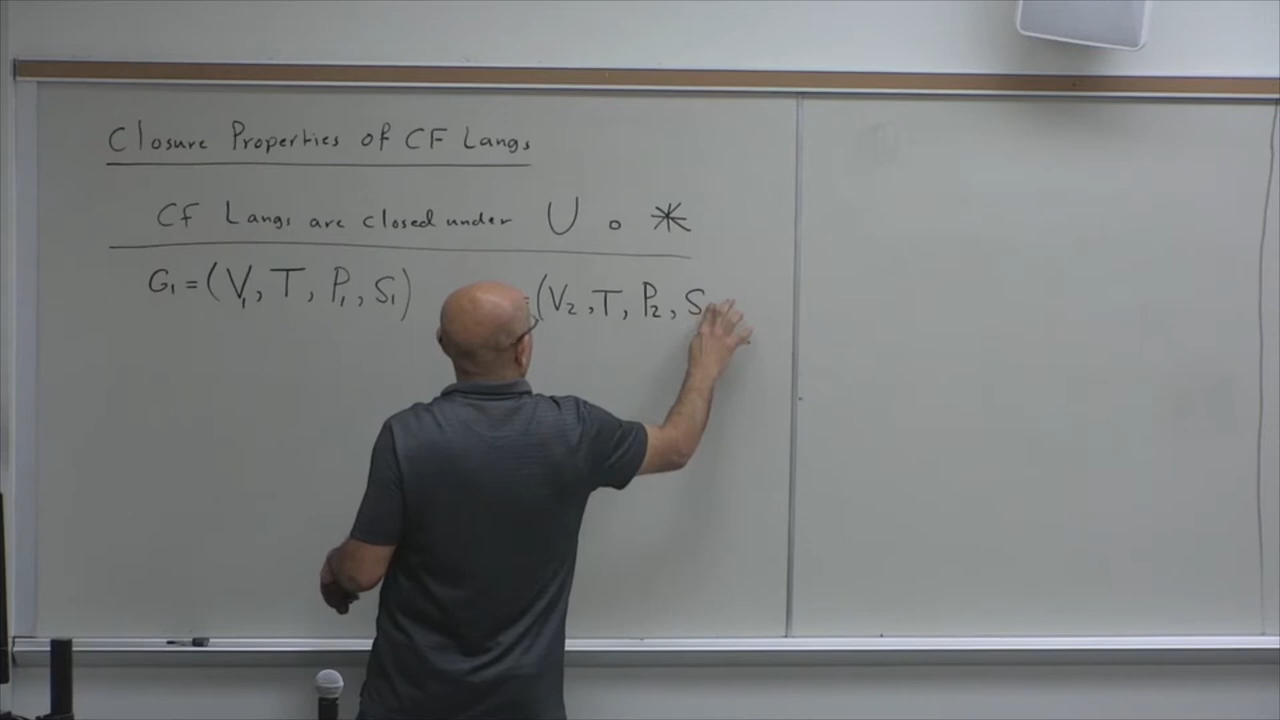 Closure Properties of CF Langs
CF Langs are closed under ∪ ∘ *
G₁=(V₁, T, P₁, S₁) =(V₂, T, P₂, S